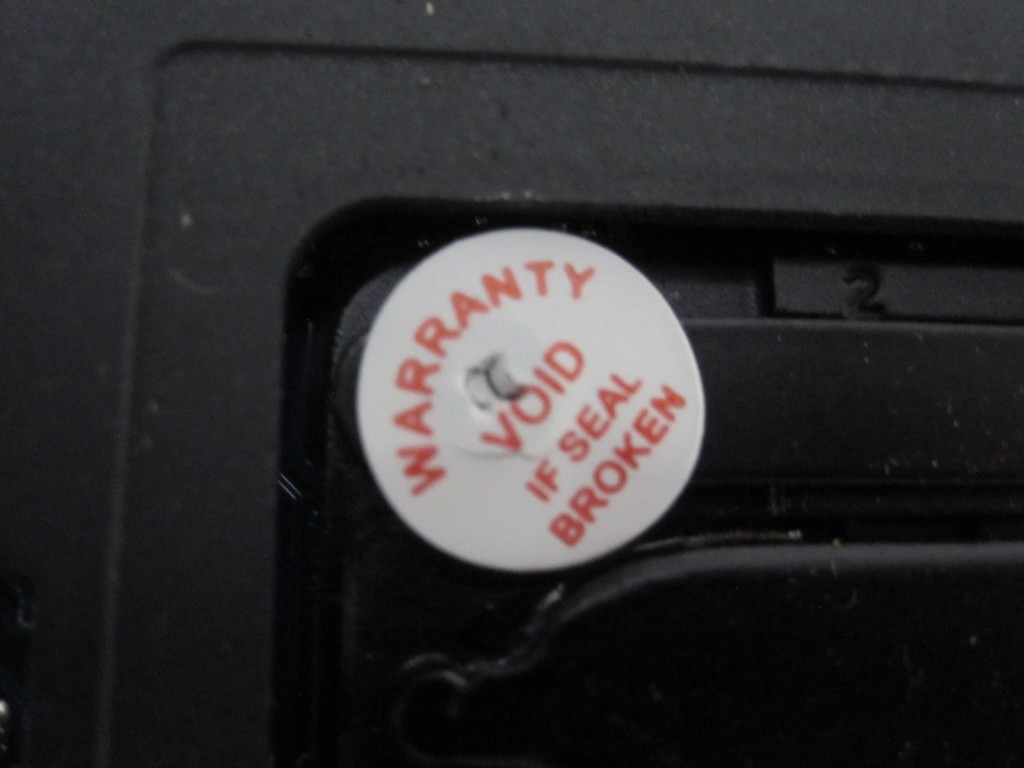 WARRANTY
VOID
IF SEAL
BROKEN
2